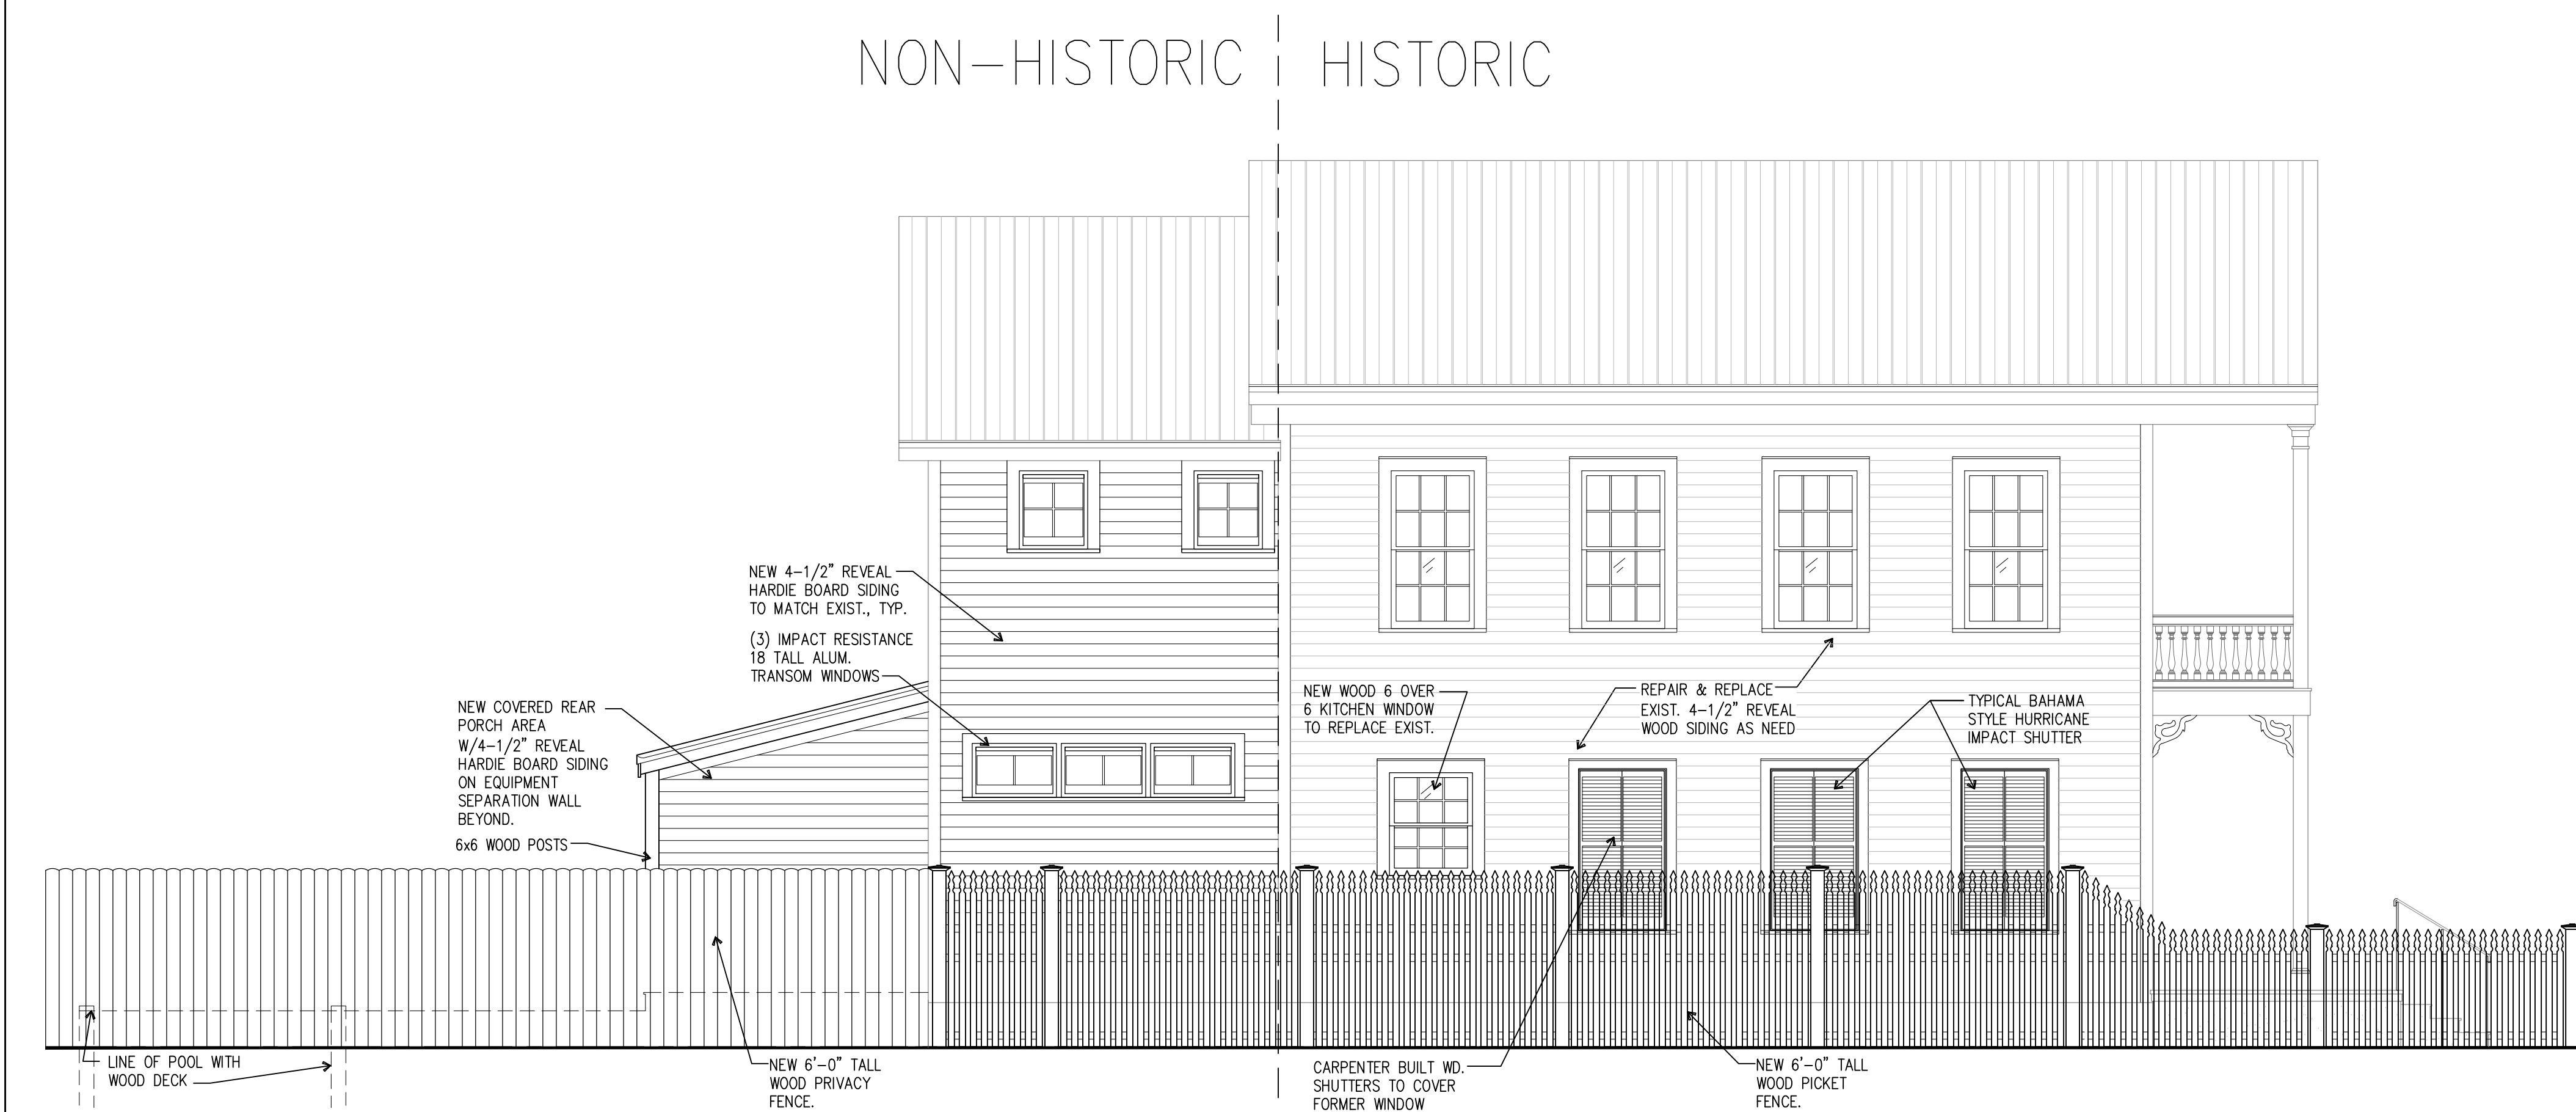 NON-HISTORIC
HISTORIC
NEW 4-1/2" REVEAL
HARDIE BOARD SIDING
TO MATCH EXIST., TYP.
(3) IMPACT RESISTANCE
18 TALL ALUM.
TRANSOM WINDOWS
NEW COVERED REAR
PORCH AREA
W/4-1/2" REVEAL
HARDIE BOARD SIDING
ON EQUIPMENT
SEPARATION WALL
BEYOND.
6x6 WOOD POSTS
NEW WOOD 6 OVER
6 KITCHEN WINDOW
TO REPLACE EXIST.
REPAIR & REPLACE
EXIST. 4-1/2" REVEAL
WOOD SIDING AS NEED
TYPICAL BAHAMA
STYLE HURRICANE
IMPACT SHUTTER
LINE OF POOL WITH
WOOD DECK
NEW 6'-0" TALL
WOOD PRIVACY
FENCE.
CARPENTER BUILT WD.
SHUTTERS TO COVER
FORMER WINDOW
NEW 6'-0" TALL
WOOD PICKET
FENCE.